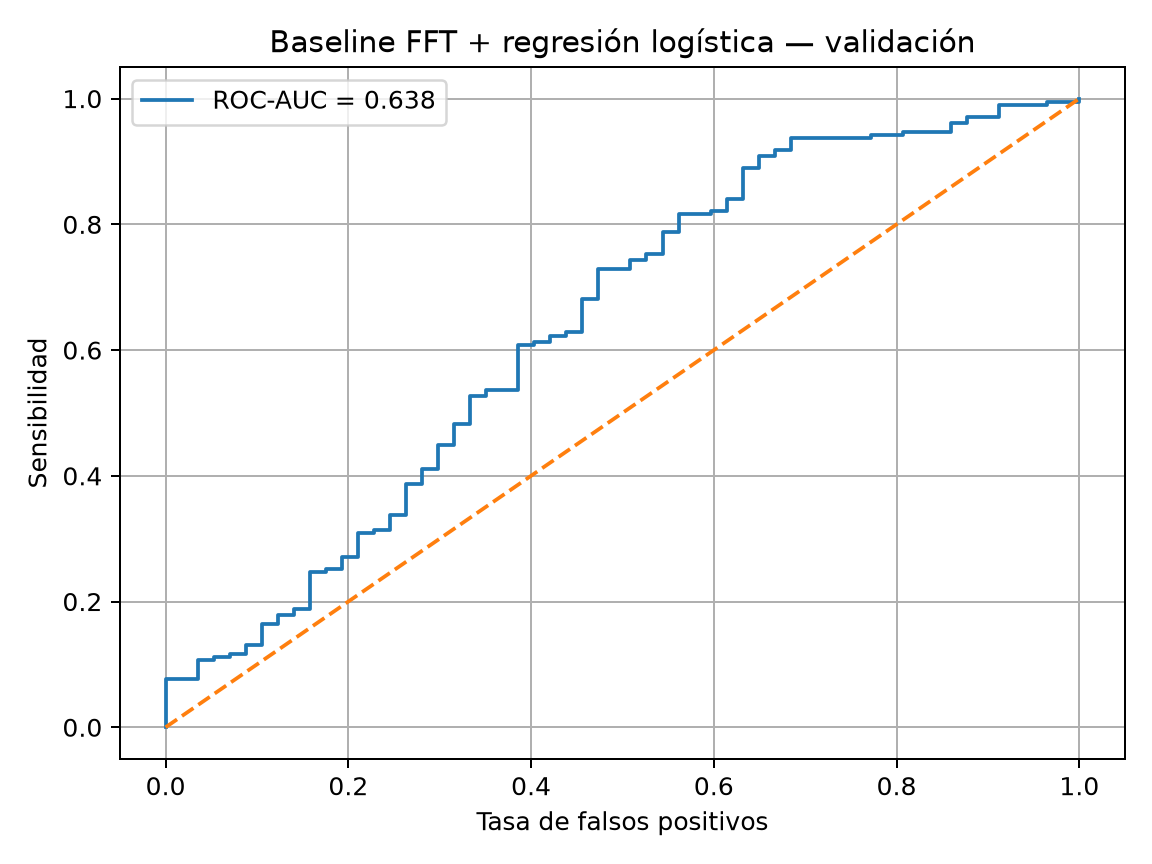 Baseline FFT + regresión logística — validación
ROC-AUC = 0.638
1.0
0.8
0.6
0.4
0.2
0.0
Sensibilidad
0.0 0.2 0.4 0.6 0.8 1.0
Tasa de falsos positivos